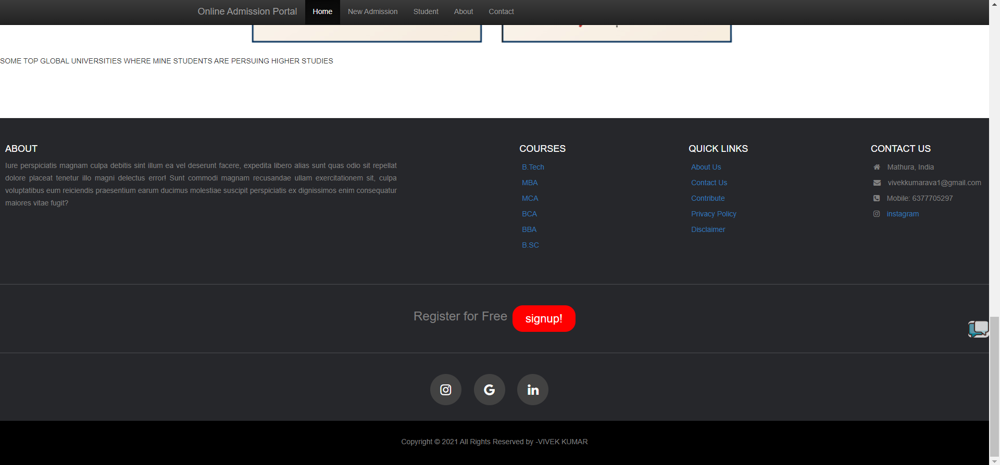 Online Admission Portal Home New Admission Student About Contact
SOME TOP GLOBAL UNIVERSITIES WHERE MINE STUDENTS ARE PERSUING HIGHER STUDIES
ABOUT
Iure perspiciatis magnam culpa debitis sint illum ea vel deserunt facere, expedita libero alias sunt quas odio sit repellat
dolore placeat tenetur illo magni delectus error! Sunt commodi magnam recusandae ullam exercitationem sit, culpa
voluptatibus eum reiciendis praesentium earum ducimus molestiae suscipit perspiciatis ex dignissimos enim consequatur
maiores vitae fugit?
COURSES
B.Tech
MBA
MCA
BCA
BBA
B.SC
QUICK LINKS
About Us
Contact Us
Contribute
Privacy Policy
Disclaimer
CONTACT US
Mathura, India
vivekkumarava1@gmail.com
Mobile: 6377705297
instagram
Register for Free signup!
Copyright © 2021 All Rights Reserved by -VIVEK KUMAR